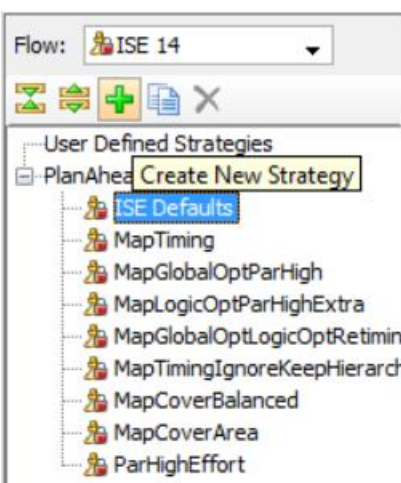 Flow: ISE 14
User Defined Strategies
PlanAhea
Create New Strategy
ISE Defaults
MapTiming
MapGlobalOptParHigh
MapLogicOptParHighExtra
MapGlobalOptLogicOptRetimin
MapTimingIgnoreKeepHierarch
MapCoverBalanced
MapCoverArea
ParHighEffort